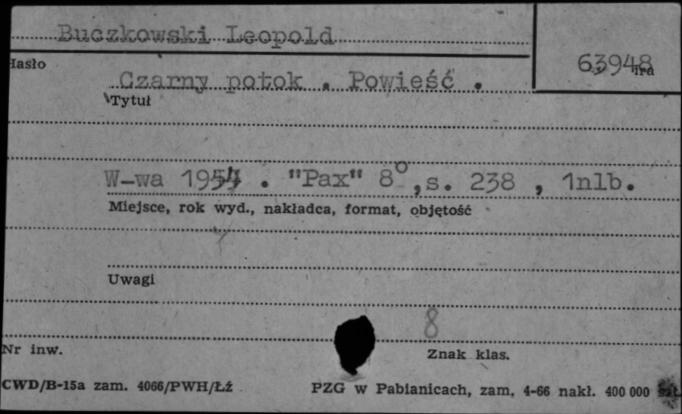 Buczkowski Leopold
Hasło
63948
Czarny potok . Powieść .
Tytuł
W-wa 1954 . "Pax" 8°,s. 238 , 1nlb.
Miejsce, rok wyd., nakładca, format, objętość
Uwagi
8
Nr inw.
Znak klas.
CWD/B-15a zam. 4066/PWH/Łź PZG w Pabianicach, zam. 4-66 nakł. 400 000